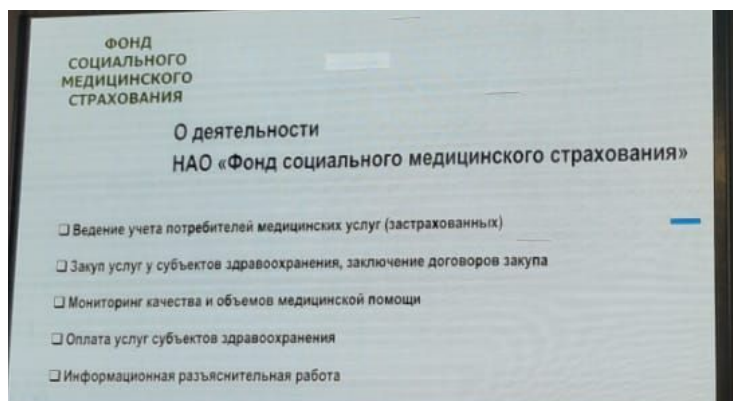 ФОНД
СОЦИАЛЬНОГО
МЕДИЦИНСКОГО
СТРАХОВАНИЯ
О деятельности
НАО «Фонд социального медицинского страхования»
❑ Ведение учета потребителей медицинских услуг (застрахованных)
❑ Закуп услуг у субъектов здравоохранения, заключение договоров закупа
❑ Мониторинг качества и объемов медицинской помощи
❑ Оплата услуг субъектов здравоохранения
❑ Информационная разъяснительная работа